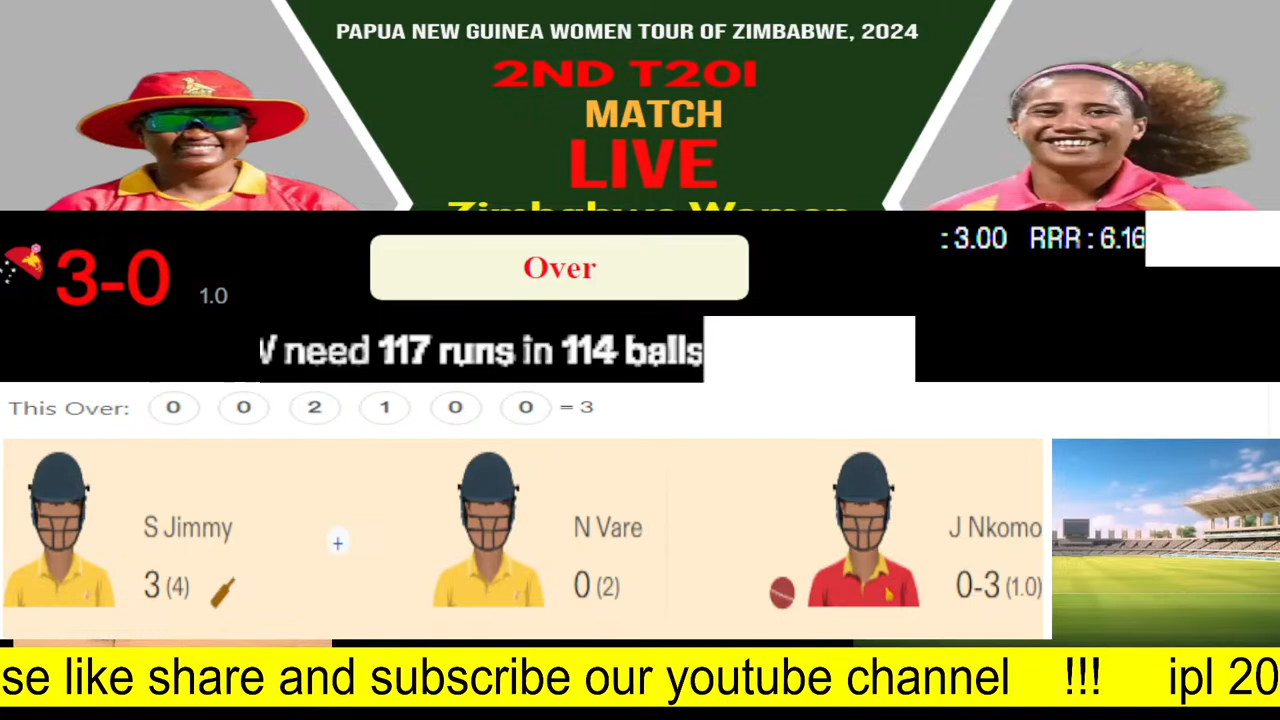 PAPUA NEW GUINEA WOMEN TOUR OF ZIMBABWE, 2024
2ND T20I
MATCH
LIVE
Zimbabwe Women
: 3.00 RRR : 6.16
3-0 1.0
Over
need 117 runs in 114 balls
This Over: 0 0 2 1 0 0 = 3
S Jimmy
3 (4)
+
N Vare
0 (2)
J Nkomo
0-3 (1.0)
se like share and subscribe our youtube channel !!! ipl 20